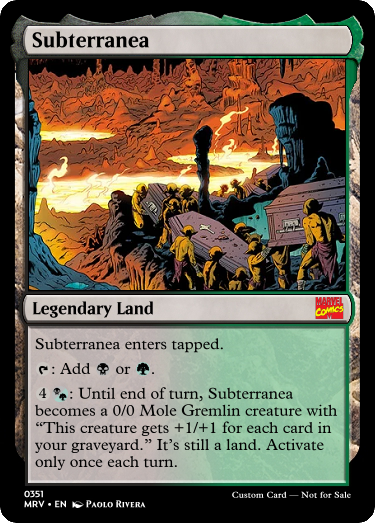 Subterranea
Legendary Land
MARVEL
COMICS
Subterranea enters tapped.
: Add or .
4 : Until end of turn, Subterranea
becomes a 0/0 Mole Gremlin creature with
“This creature gets +1/+1 for each card in
your graveyard.” It’s still a land. Activate
only once each turn.
0351
MRV • EN Paolo Rivera
Custom Card — Not for Sale